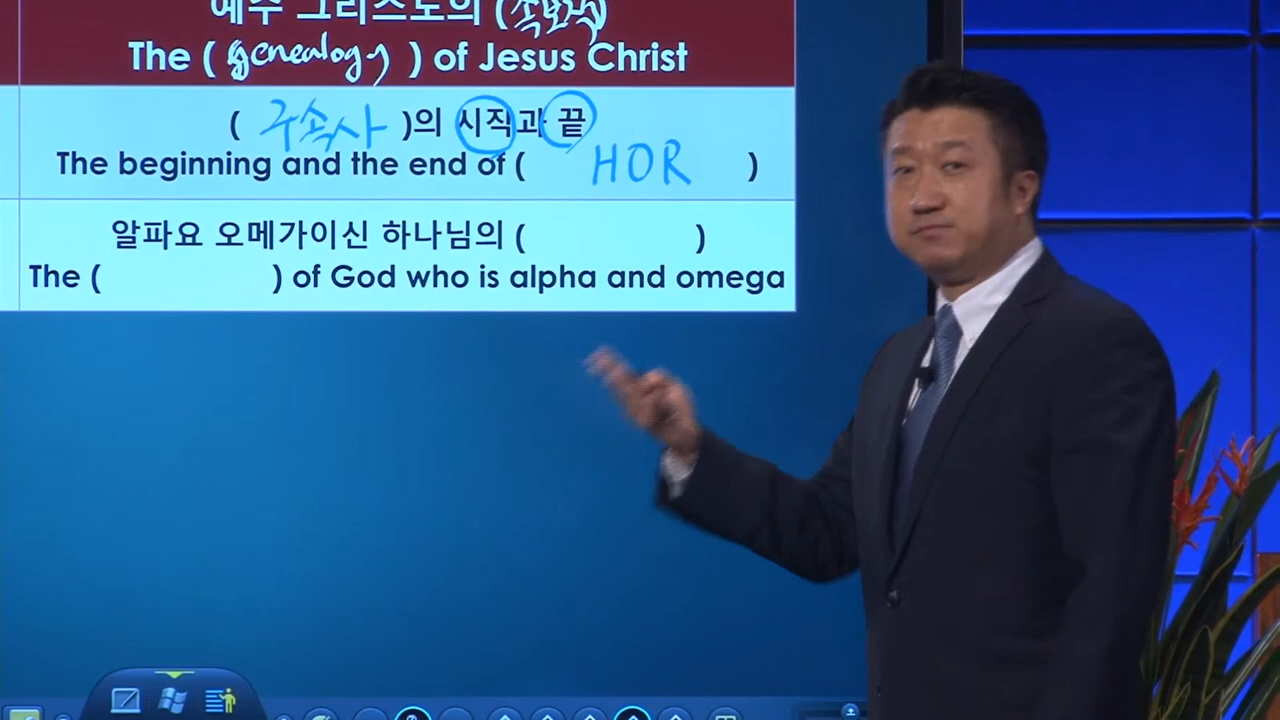 예수 그리스도의 (족보)
The ( genealogy ) of Jesus Christ
( 구속사 )의 시작과 끝
The beginning and the end of ( HOR )
알파요 오메가이신 하나님의 ( )
The ( ) of God who is alpha and omega